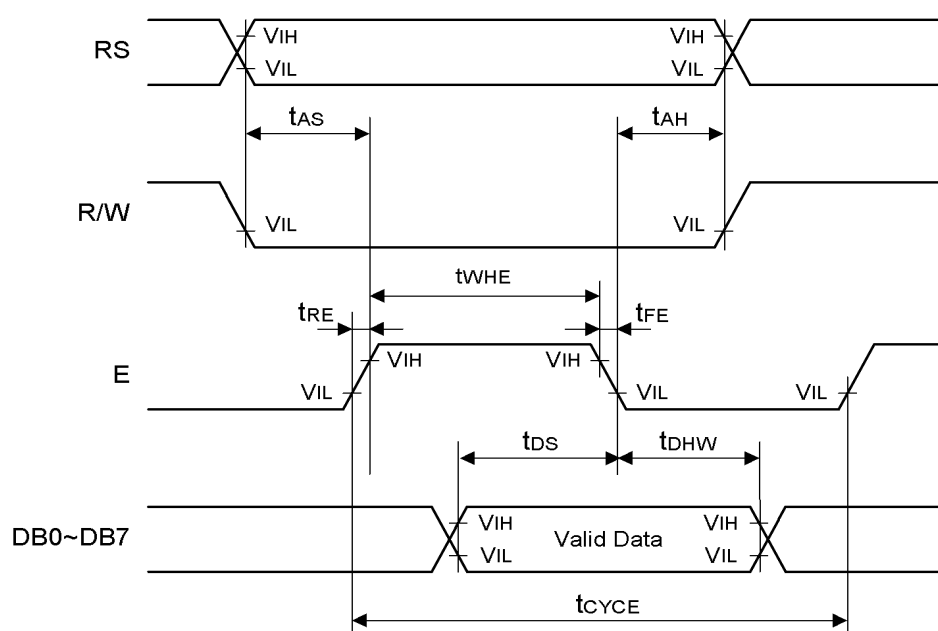 RS
VIH
VIH
VIL
VIL
tAS
tAH
R/W
VIL
VIL
tWHE
tRE
tFE
E
VIH
VIH
VIL
VIL
VIL
tDS
tDHW
DB0~DB7
VIH
Valid Data
VIH
VIL
VIL
tCYCE